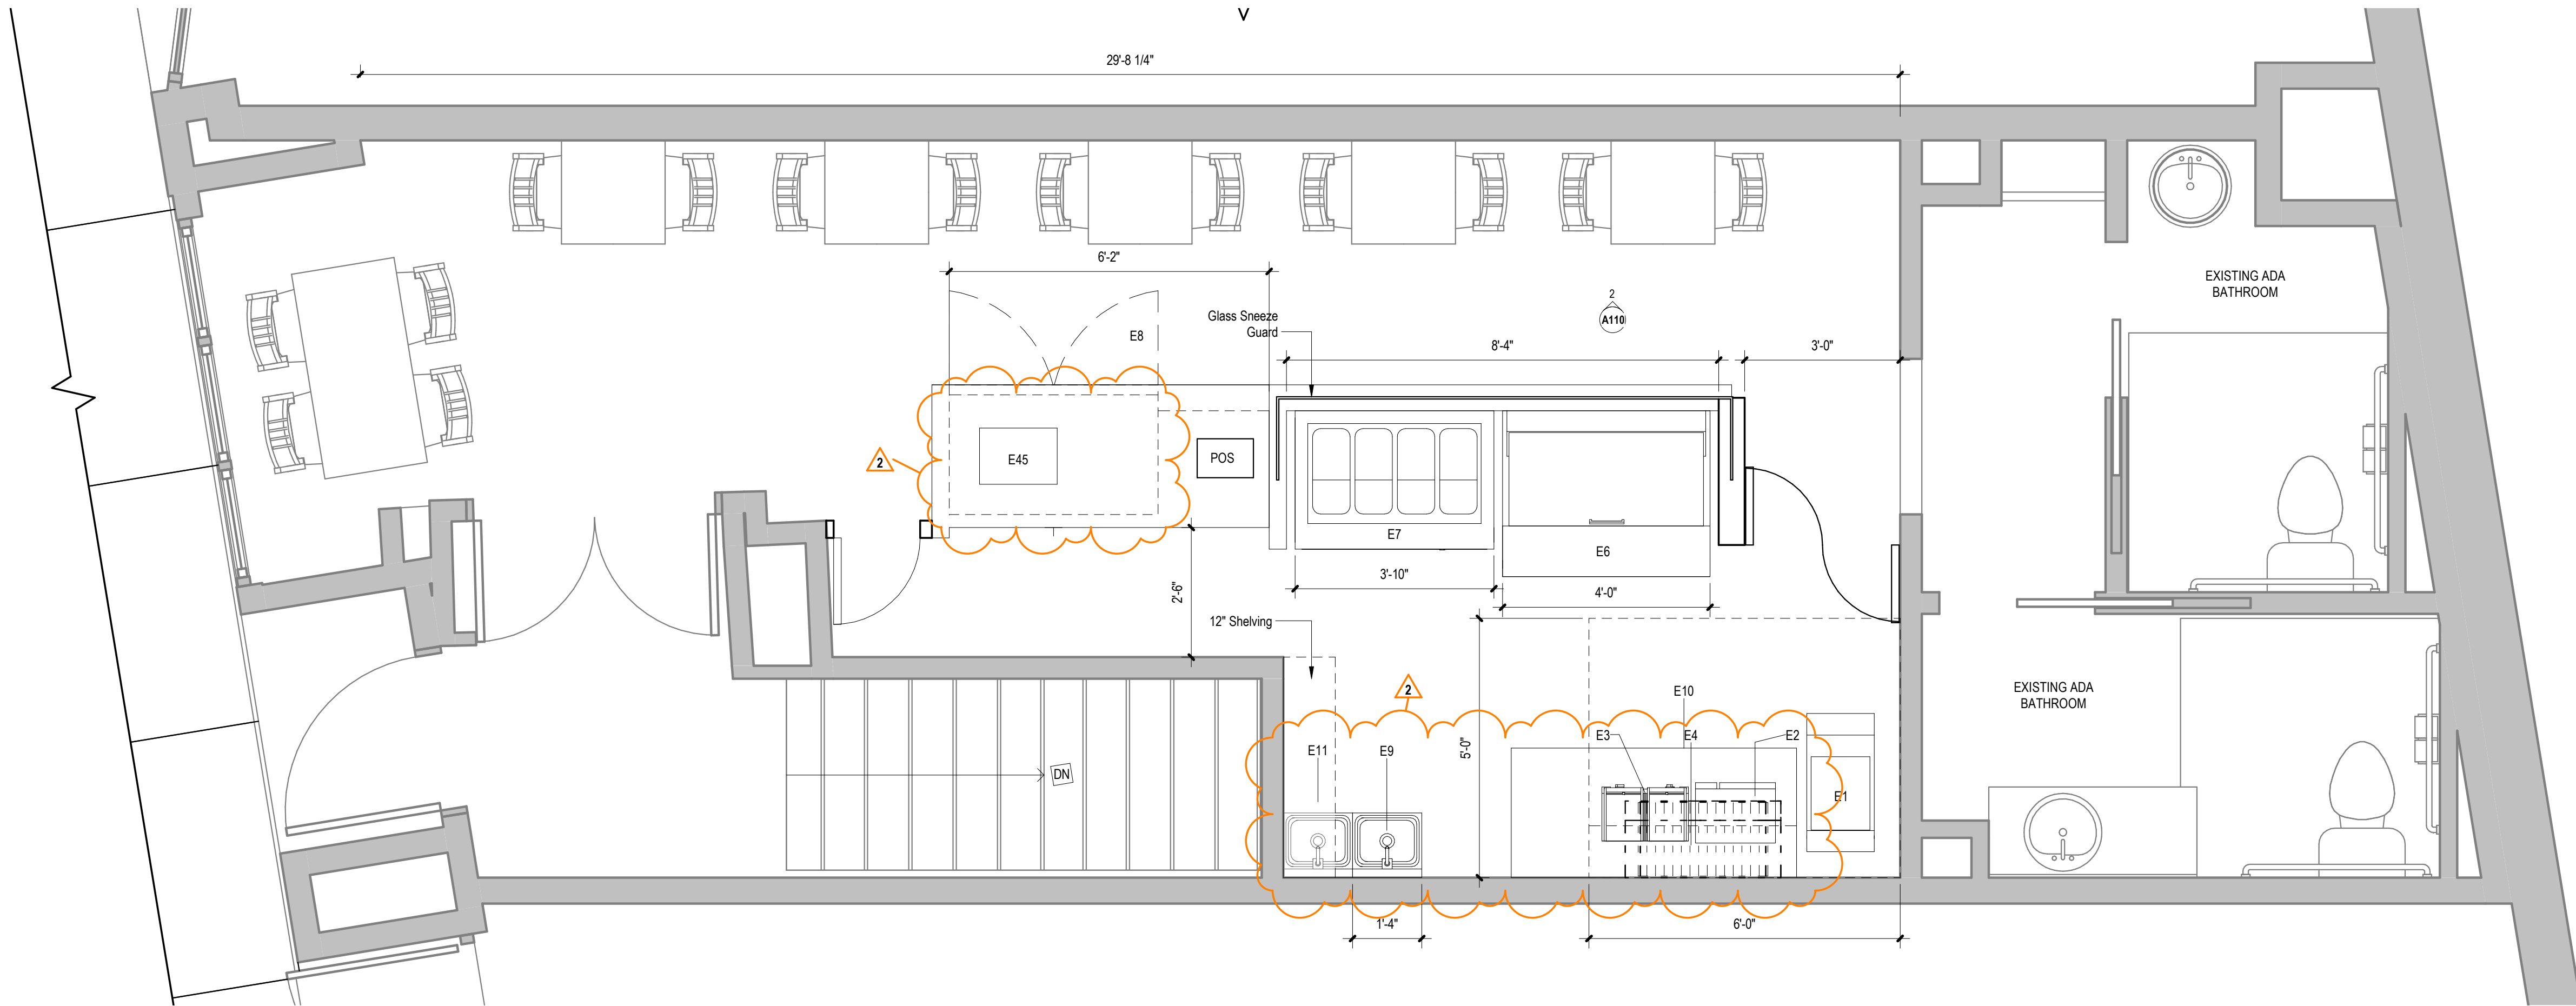 29'-8 1/4"
6'-2"
EXISTING ADA
BATHROOM
2
A110
Glass Sneeze
Guard
E8
8'-4"
3'-0"
2
E45
POS
E7
E6
3'-10"
4'-0"
2'-6"
12" Shelving
2
E10
EXISTING ADA
BATHROOM
E11
E9
5'-0"
E3
E4
E2
DN
E1
1'-4"
6'-0"